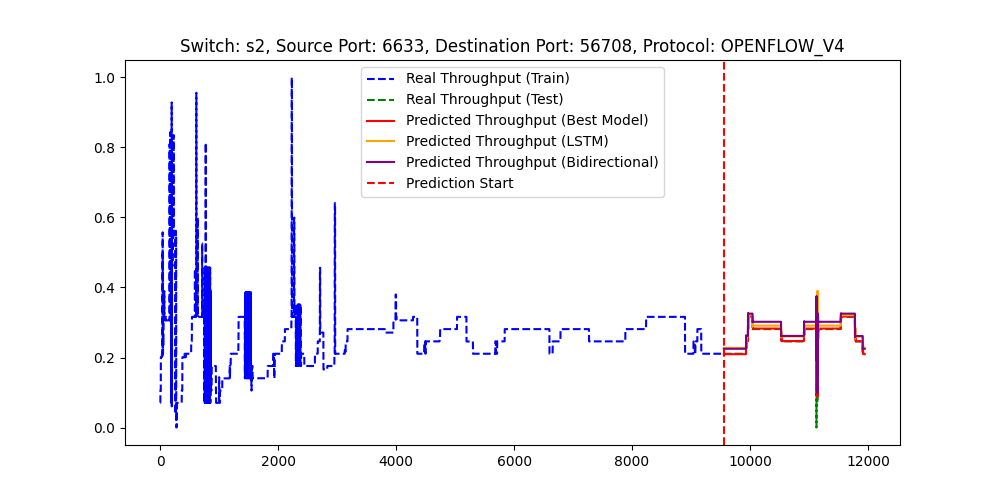 Switch: s2, Source Port: 6633, Destination Port: 56708, Protocol: OPENFLOW_V4
1.0
0.8
0.6
0.4
0.2
0.0
Real Throughput (Train)
Real Throughput (Test)
Predicted Throughput (Best Model)
Predicted Throughput (LSTM)
Predicted Throughput (Bidirectional)
Prediction Start
0 2000 4000 6000 8000 10000 12000